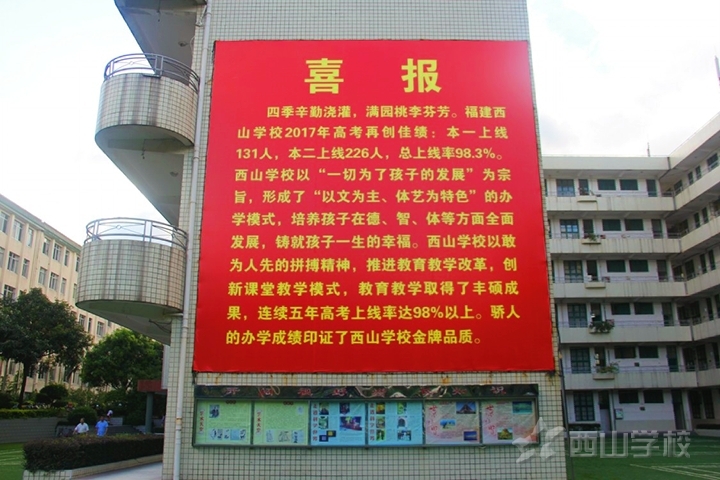 喜报
四季辛勤浇灌，满园桃李芬芳。福建西
山学校2017年高考再创佳绩：本一上线
131人，本二上线226人，总上线率98.3%。
西山学校以“一切为了孩子的发展”为宗
旨，形成了“以文为主、体艺为特色”的办
学模式，培养孩子在德、智、体等方面全面
发展，铸就孩子一生的幸福。西山学校以敢
为人先的拼搏精神，推进教育教学改革，创
新课堂教学模式，教育教学取得了丰硕成
果，连续五年高考上线率达98%以上。骄人
的办学成绩印证了西山学校金牌品质。
西山学校